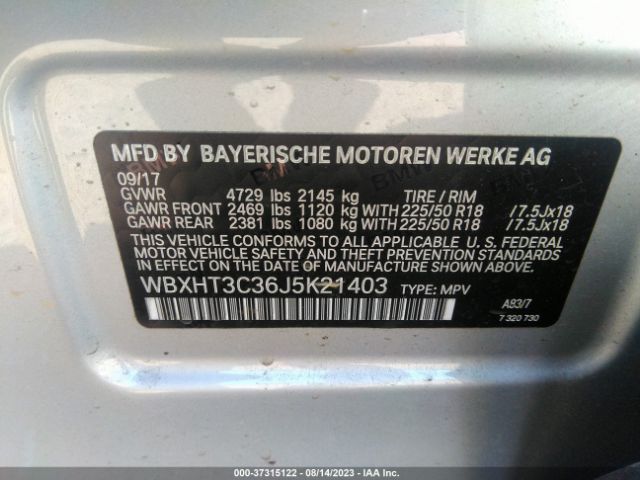 MFD BY BAYERISCHE MOTOREN WERKE AG
09/17
GVWR 4729 lbs 2145 kg TIRE / RIM
GAWR FRONT 2469 lbs 1120 kg WITH 225/50 R18 /7.5Jx18
GAWR REAR 2381 lbs 1080 kg WITH 225/50 R18 /7.5Jx18
THIS VEHICLE CONFORMS TO ALL APPLICABLE U. S. FEDERAL
MOTOR VEHICLE SAFETY AND THEFT PREVENTION STANDARDS
IN EFFECT ON THE DATE OF MANUFACTURE SHOWN ABOVE.
WBXHT3C36J5K21403 TYPE: MPV
A93/7
7 320 730
000-37315122 - 08/14/2023 - IAA Inc.